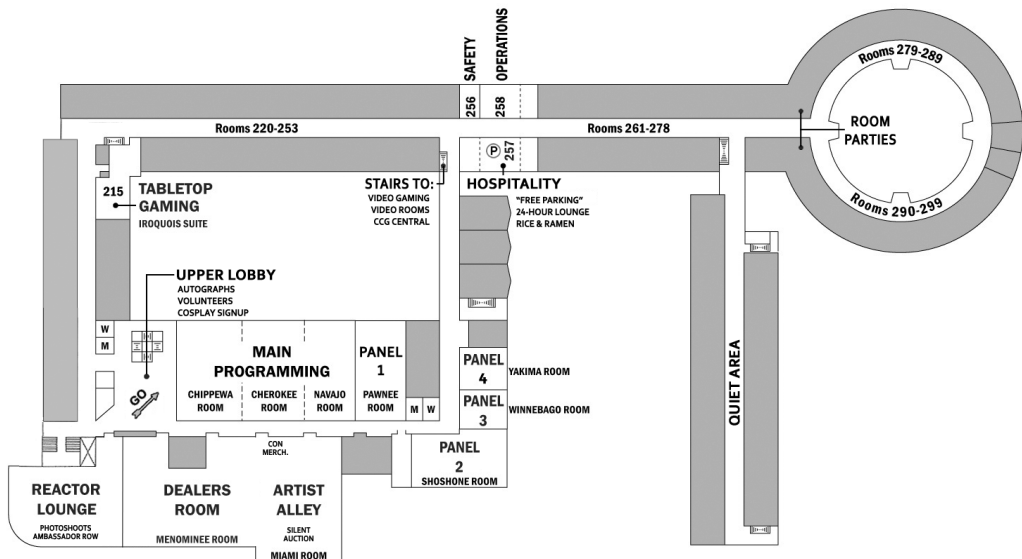 SAFETY
OPERATIONS
256
258
Rooms 279-289
Rooms 220-253
Rooms 261-278
ROOM
PARTIES
P
257
215
TABLETOP
GAMING
IROQUOIS SUITE
STAIRS TO:
VIDEO GAMING
VIDEO ROOMS
CCG CENTRAL
HOSPITALITY
"FREE PARKING"
24-HOUR LOUNGE
RICE & RAMEN
Rooms 290-299
UPPER LOBBY
AUTOGRAPHS
VOLUNTEERS
COSPLAY SIGNUP
W
M
GO
MAIN
PROGRAMMING
CHIPPEWA
ROOM
CHEROKEE
ROOM
NAVAJO
ROOM
PANEL
1
PAWNEE
ROOM
M W
PANEL
4
YAKIMA ROOM
PANEL
3
WINNEBAGO ROOM
PANEL
2
SHOSHONE ROOM
QUIET AREA
CON
MERCH.
REACTOR
LOUNGE
PHOTOSHOOTS
AMBASSADOR ROW
DEALERS
ROOM
MENOMINEE ROOM
ARTIST
ALLEY
SILENT
AUCTION
MIAMI ROOM